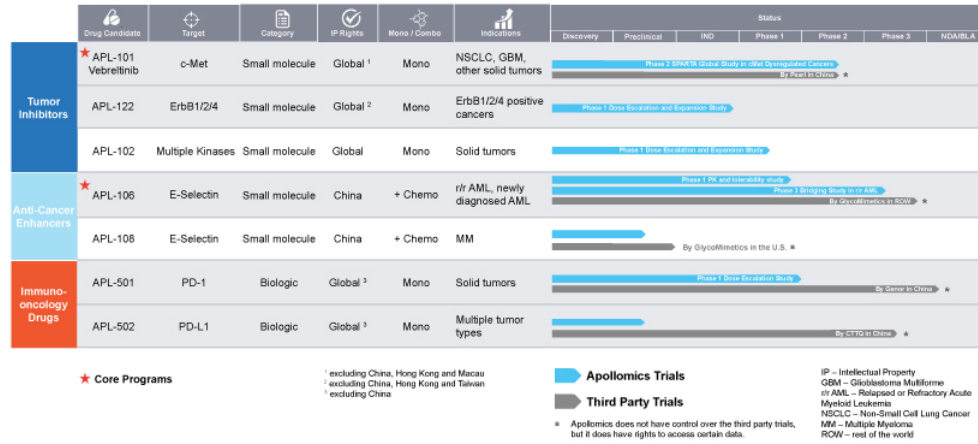 Drug Candidate Target Category IP Rights Mono / Combo Indications Status
Discovery Preclinical IND Phase 1 Phase 2 Phase 3 NDA/BLA
Tumor
Inhibitors
APL-101
Vebreltinib
c-Met
Small molecule
Global 1
Mono
NSCLC, GBM,
other solid tumors
Phase 2 SPARTA Global Study in cMet Dysregulated Cancers
By Pearl in China *
APL-122
ErbB1/2/4
Small molecule
Global 2
Mono
ErbB1/2/4 positive
cancers
Phase 1 Dose Escalation and Expansion Study
APL-102
Multiple Kinases
Small molecule
Global
Mono
Solid tumors
Phase 1 Dose Escalation and Expansion Study
Anti-Cancer
Enhancers
APL-106
E-Selectin
Small molecule
China
+ Chemo
r/r AML, newly
diagnosed AML
Phase 1 PK and tolerability study
Phase 3 Bridging Study in r/r AML
By GlycoMimetics in ROW *
APL-108
E-Selectin
Small molecule
China
+ Chemo
MM
By GlycoMimetics in the U.S. *
Immuno-
oncology
Drugs
APL-501
PD-1
Biologic
Global 3
Mono
Solid tumors
Phase 1 Dose Escalation Study
By Genor in China *
APL-502
PD-L1
Biologic
Global 3
Mono
Multiple tumor
types
By CTTQ in China *
Core Programs
1 excluding China, Hong Kong and Macau
2 excluding China, Hong Kong and Taiwan
3 excluding China
Apollomics Trials
Third Party Trials
* Apollomics does not have control over the third party trials,
but it does have rights to access certain data.
IP – Intellectual Property
GBM – Glioblastoma Multiforme
r/r AML – Relapsed or Refractory Acute
Myeloid Leukemia
NSCLC – Non-Small Cell Lung Cancer
MM – Multiple Myeloma
ROW – rest of the world